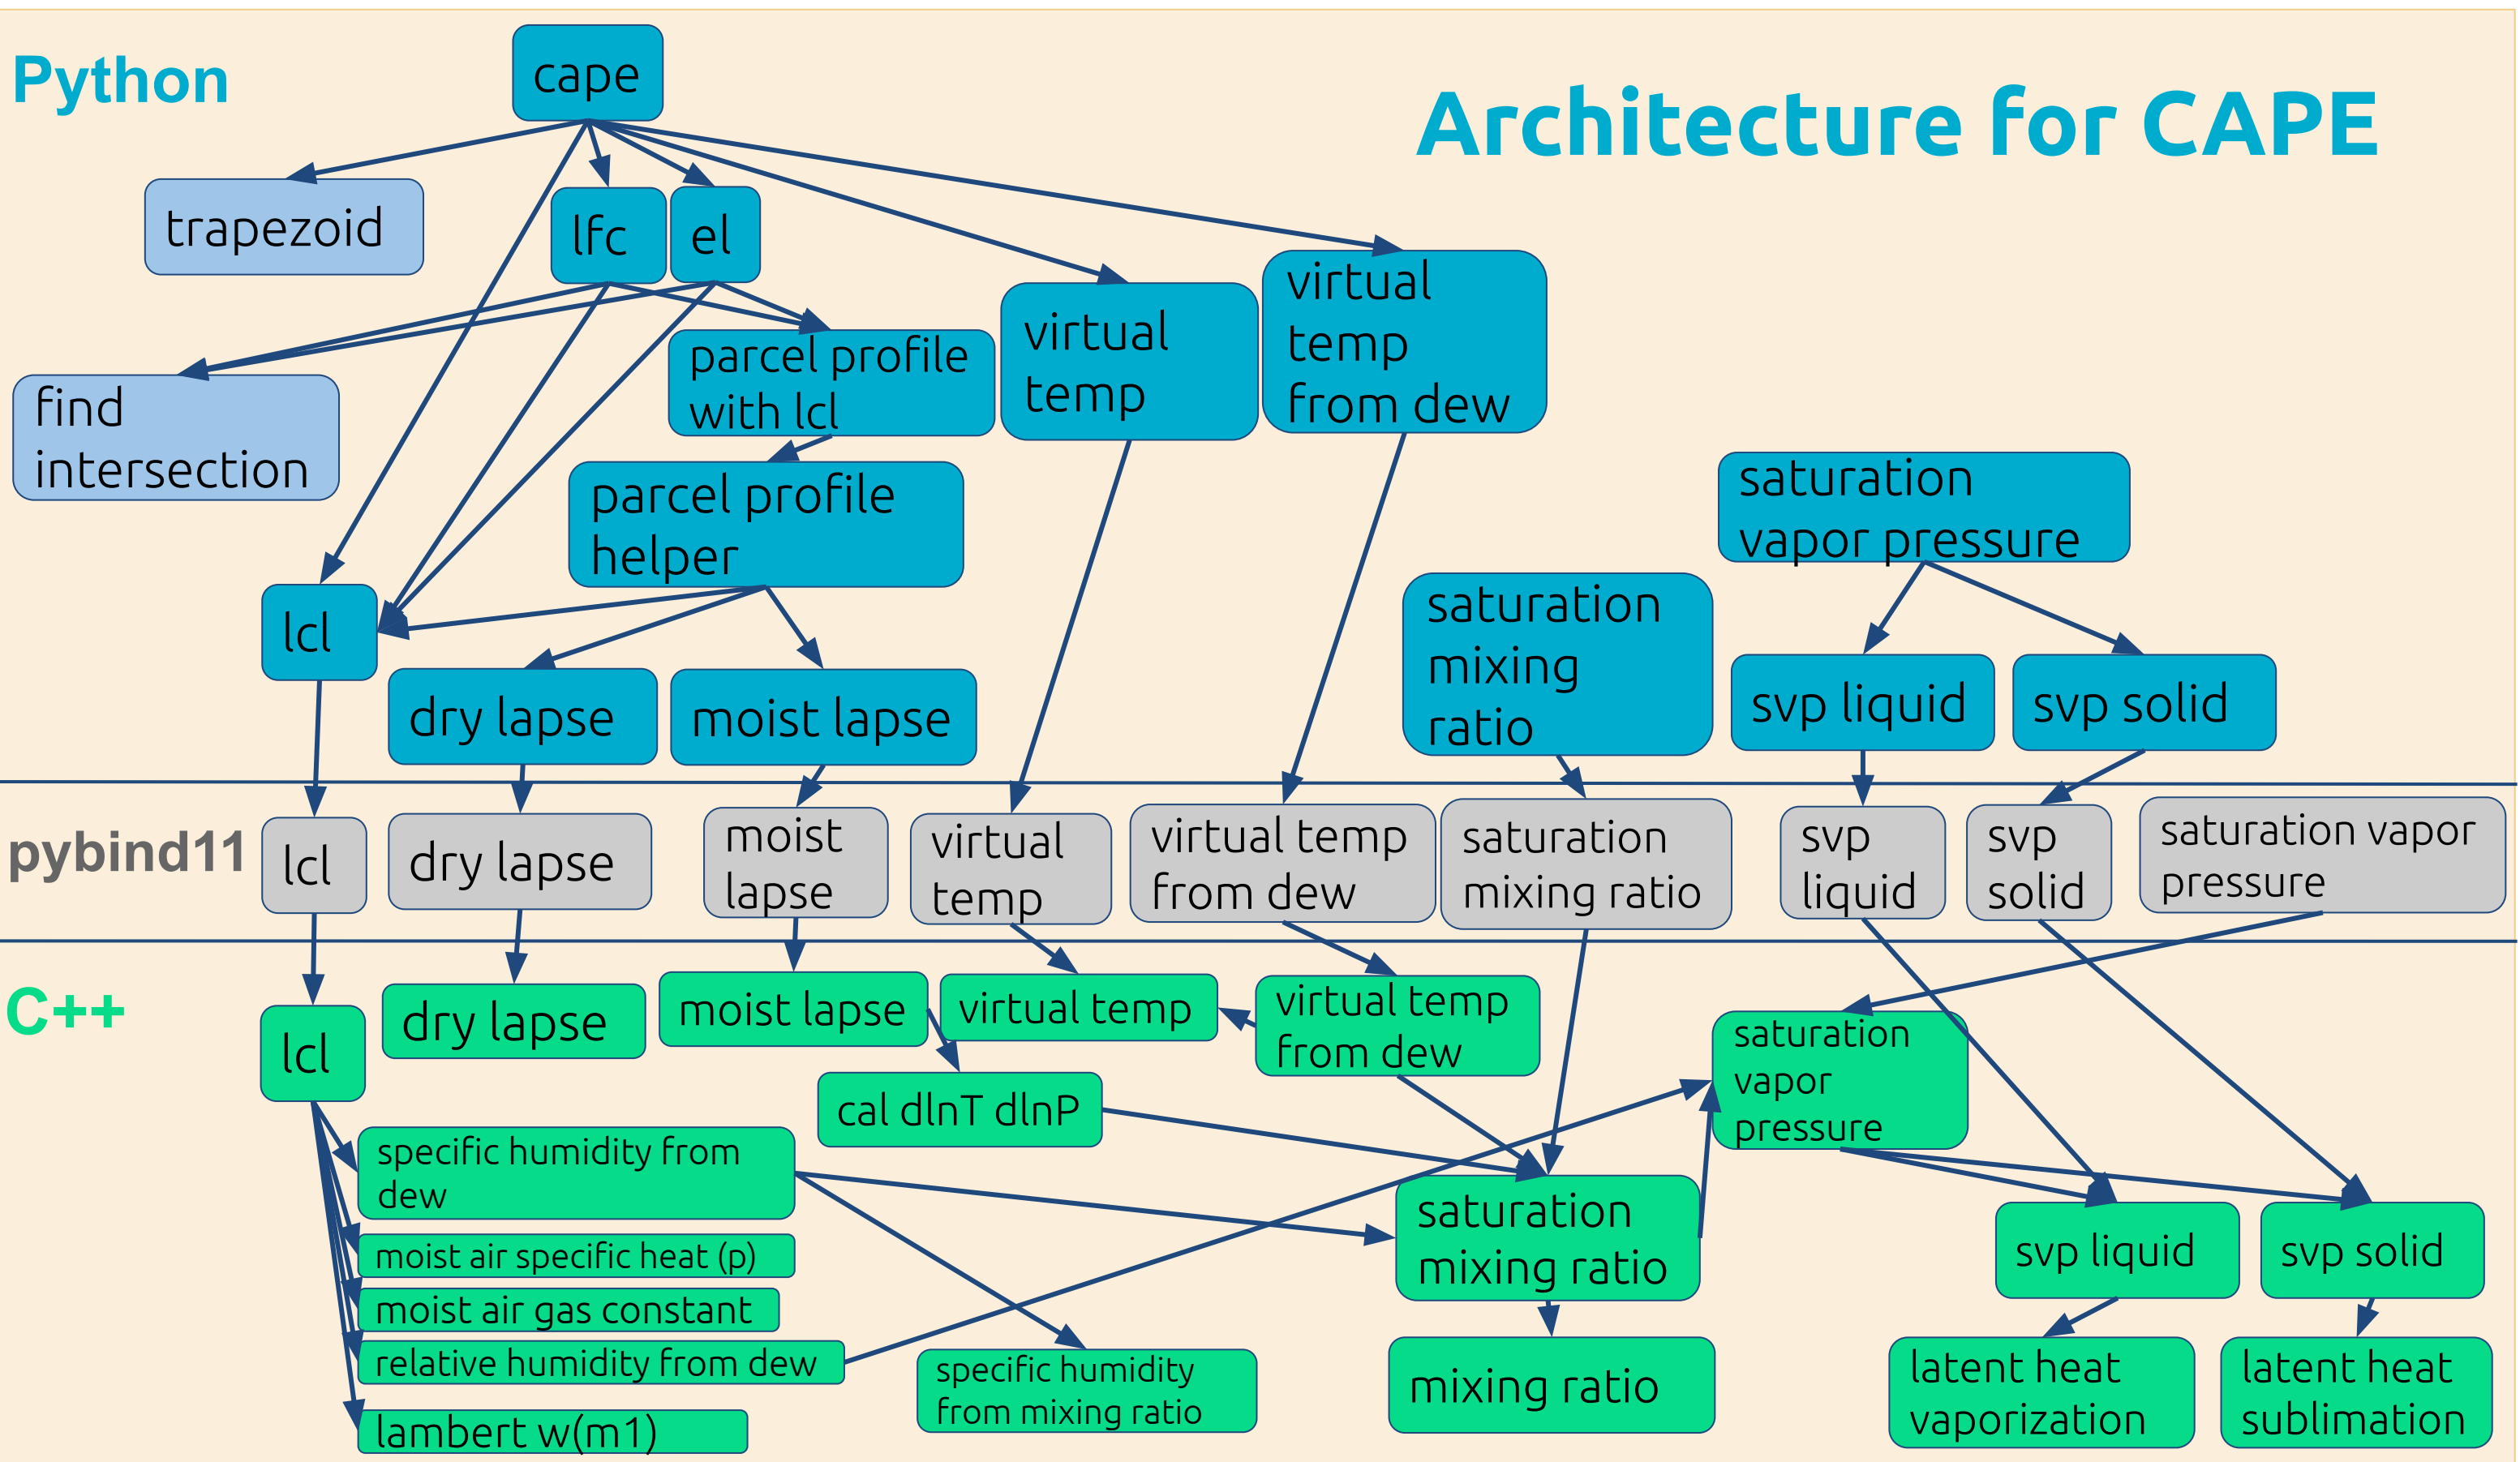 Python
cape
Architecture for CAPE
trapezoid
lfc
el
virtual
temp
virtual
temp
from dew
parcel profile
with lcl
find
intersection
parcel profile
helper
saturation
vapor pressure
saturation
mixing
ratio
lcl
dry lapse
moist lapse
svp liquid
svp solid
pybind11
lcl
dry lapse
moist
lapse
virtual
temp
virtual temp
from dew
saturation
mixing ratio
svp
liquid
svp
solid
saturation vapor
pressure
C++
lcl
dry lapse
moist lapse
virtual temp
virtual temp
from dew
saturation
vapor
pressure
cal dlnT dlnP
specific humidity from
dew
moist air specific heat (p)
moist air gas constant
relative humidity from dew
lambert w(m1)
saturation
mixing ratio
svp liquid
svp solid
specific humidity
from mixing ratio
mixing ratio
latent heat
vaporization
latent heat
sublimation